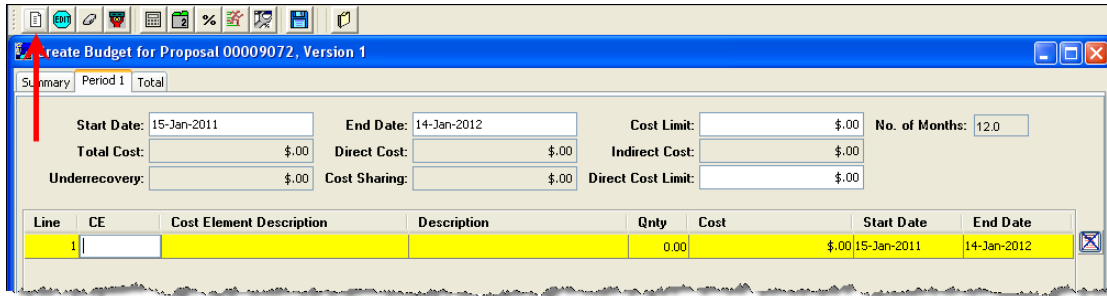 EDIT 2 %
Create Budget for Proposal 00009072, Version 1
Summary Period 1 Total
Start Date: 15-Jan-2011 End Date: 14-Jan-2012 Cost Limit: $.00 No. of Months: 12.0
Total Cost: $.00 Direct Cost: $.00 Indirect Cost: $.00
Underrecovery: $.00 Cost Sharing: $.00 Direct Cost Limit: $.00
Line CE Cost Element Description Description Qnty Cost Start Date End Date
1 0.00 $.00 15-Jan-2011 14-Jan-2012